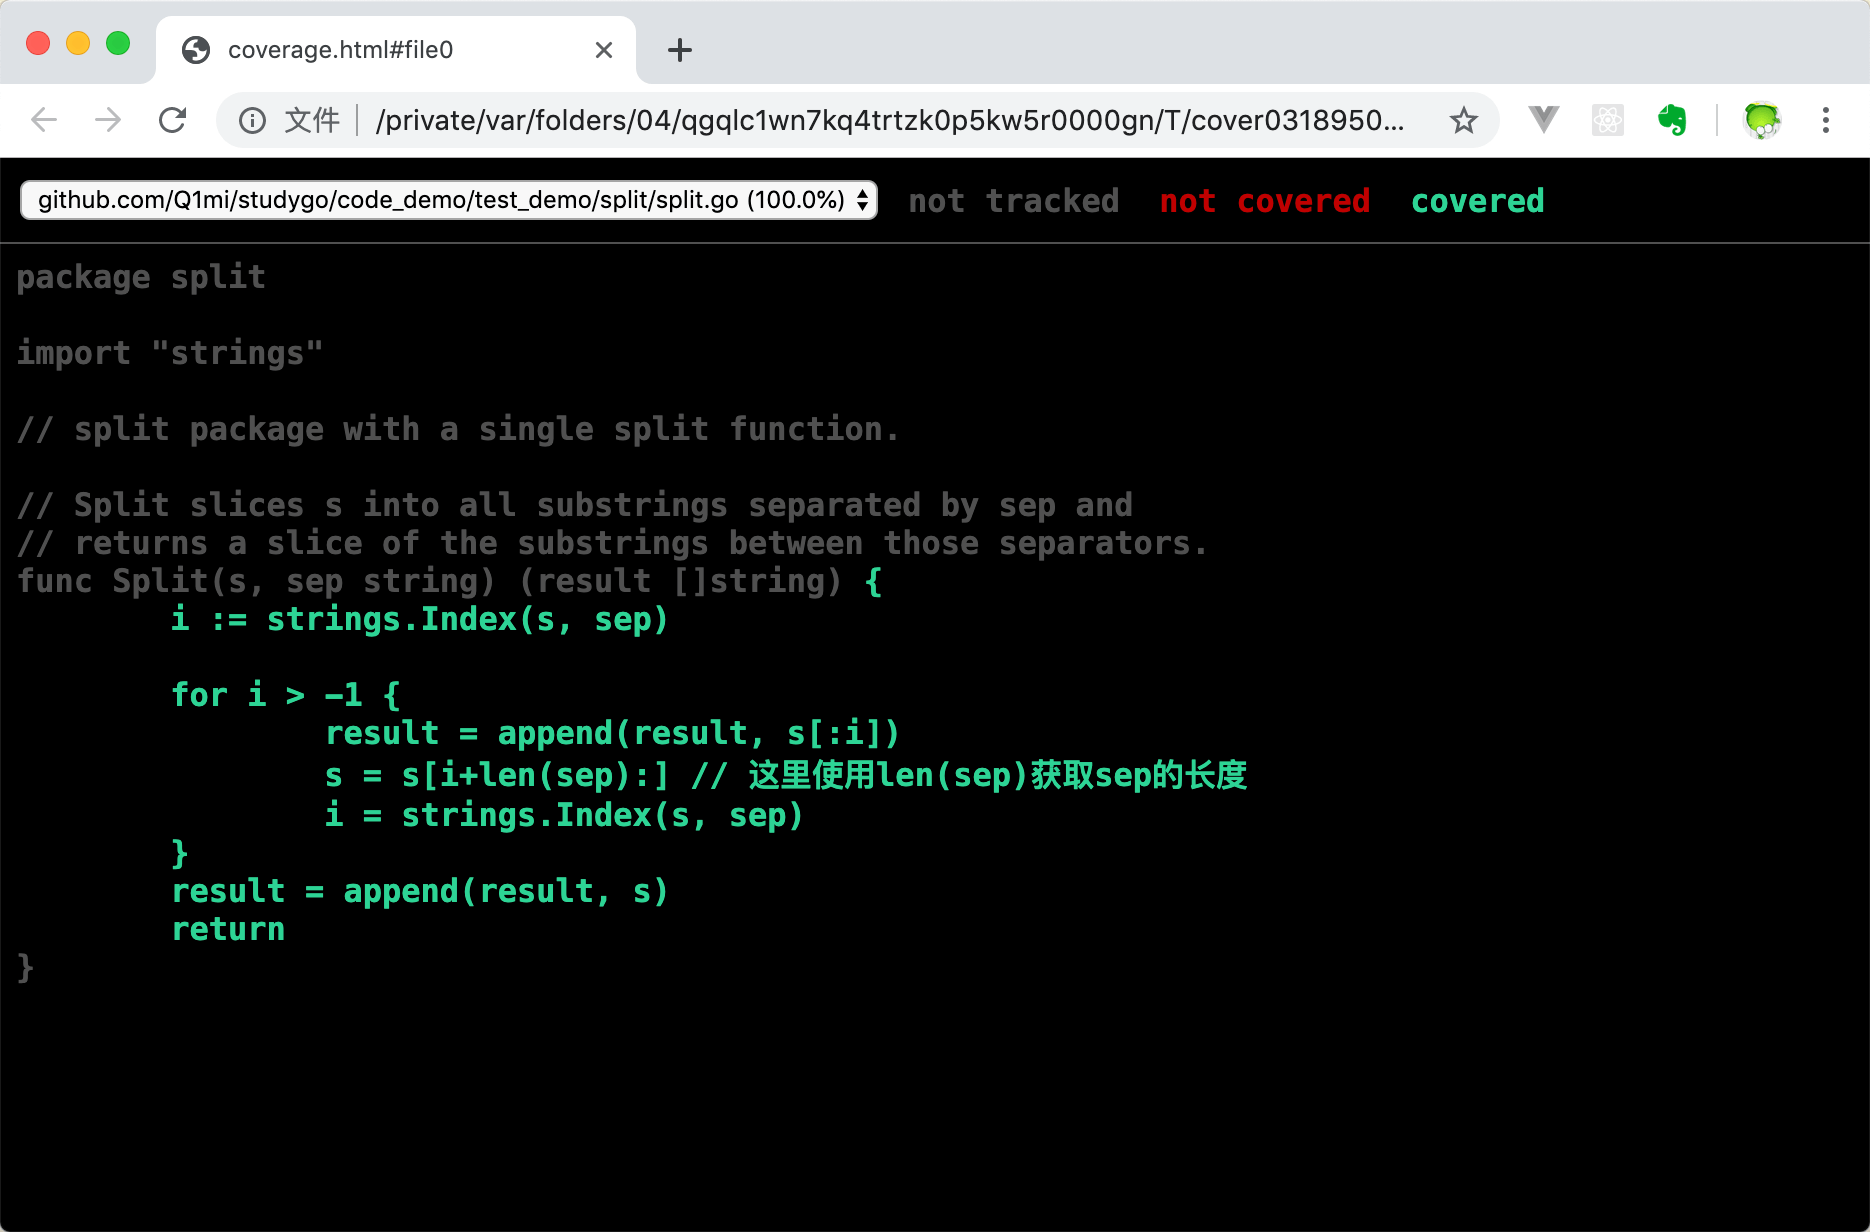 coverage.html#file0
文件 /private/var/folders/04/qgqlc1wn7kq4trtzk0p5kw5r0000gn/T/cover0318950...
github.com/Q1mi/studygo/code_demo/test_demo/split/split.go (100.0%) not tracked not covered covered
package split
import "strings"
// split package with a single split function.
// Split slices s into all substrings separated by sep and
// returns a slice of the substrings between those separators.
func Split(s, sep string) (result []string) {
i := strings.Index(s, sep)
for i > -1 {
result = append(result, s[:i])
s = s[i+len(sep):] // 这里使用len(sep)获取sep的长度
i = strings.Index(s, sep)
}
result = append(result, s)
return
}